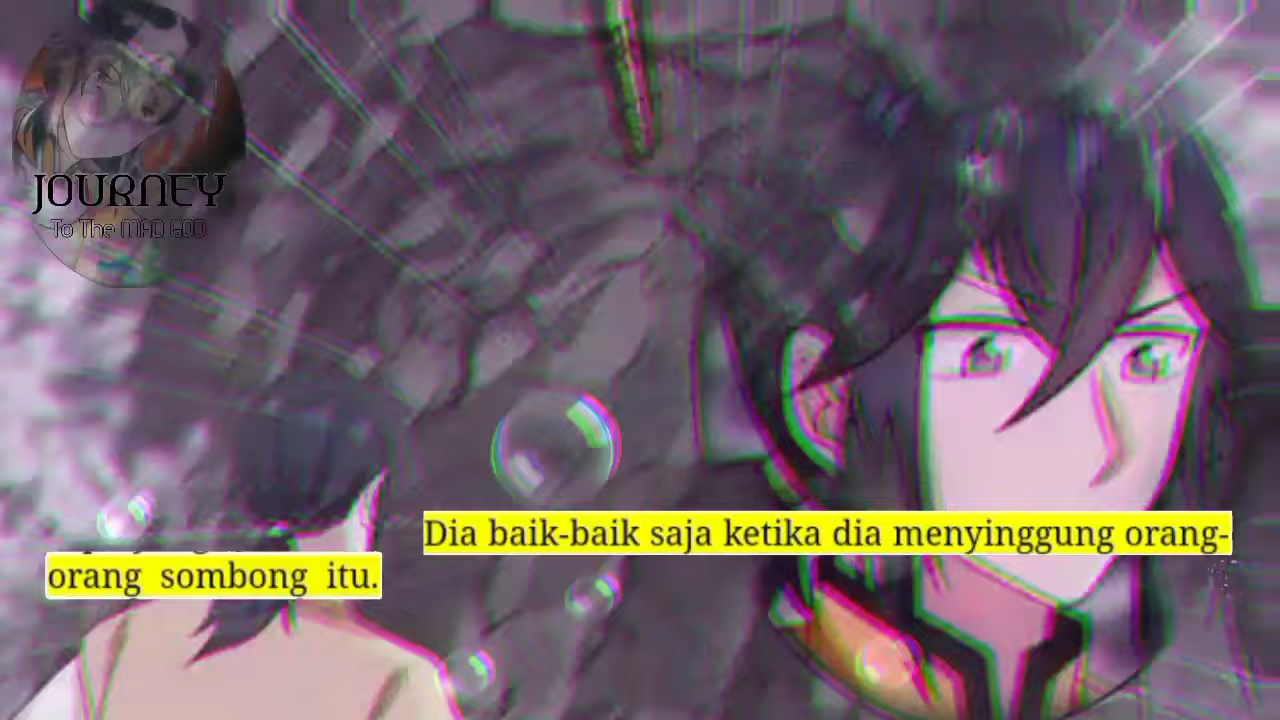 JOURNEY
To The MAD GOD
Dia baik-baik saja ketika dia menyinggung orang-
orang sombong itu.